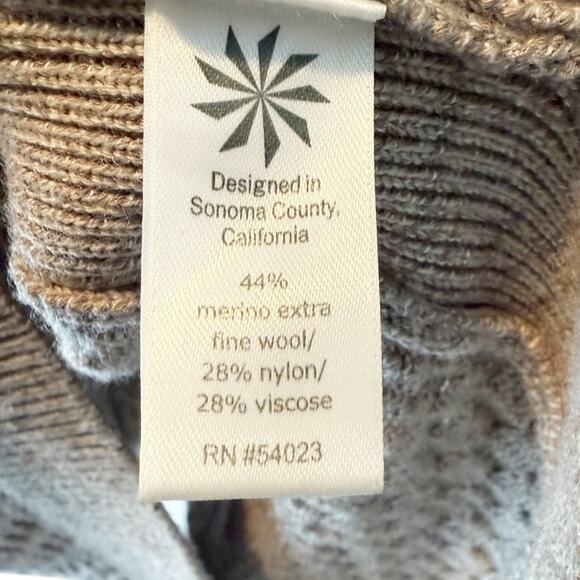 Designed in
Sonoma County,
California
44%
merino extra
fine wool/
28% nylon/
28% viscose
RN #54023